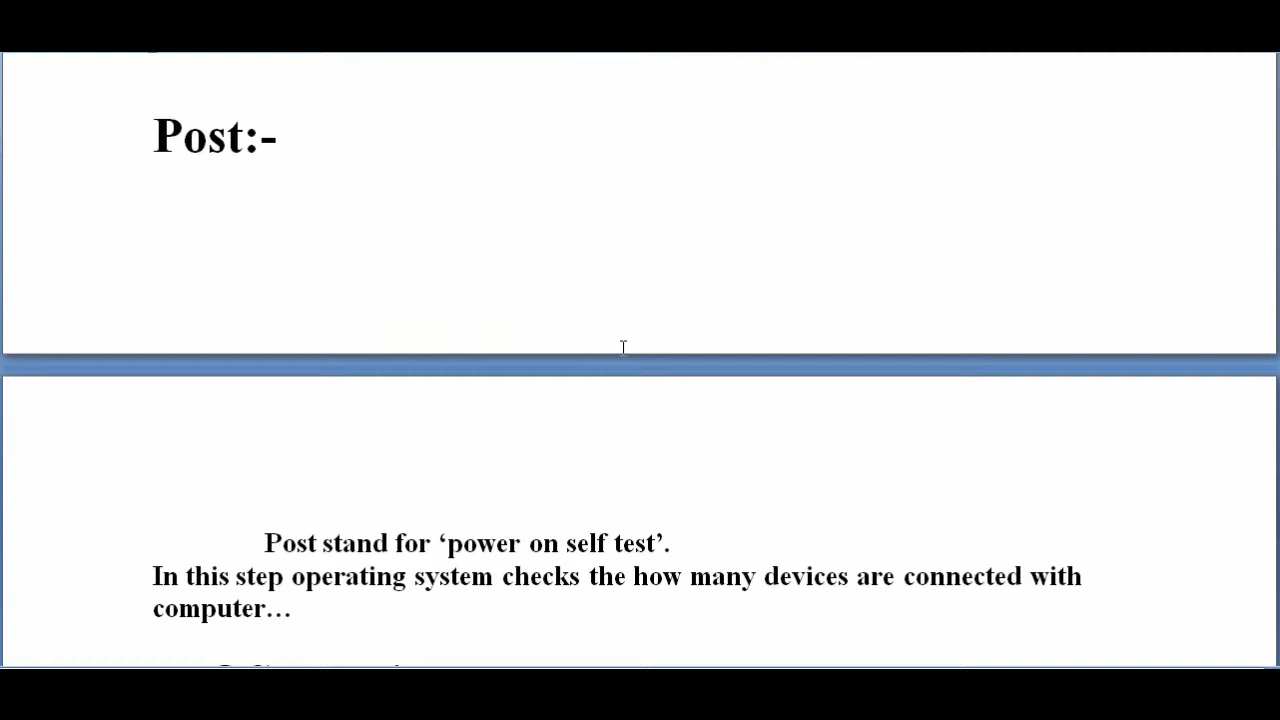 Post:-
Post stand for ‘power on self test’.
In this step operating system checks the how many devices are connected with
computer…